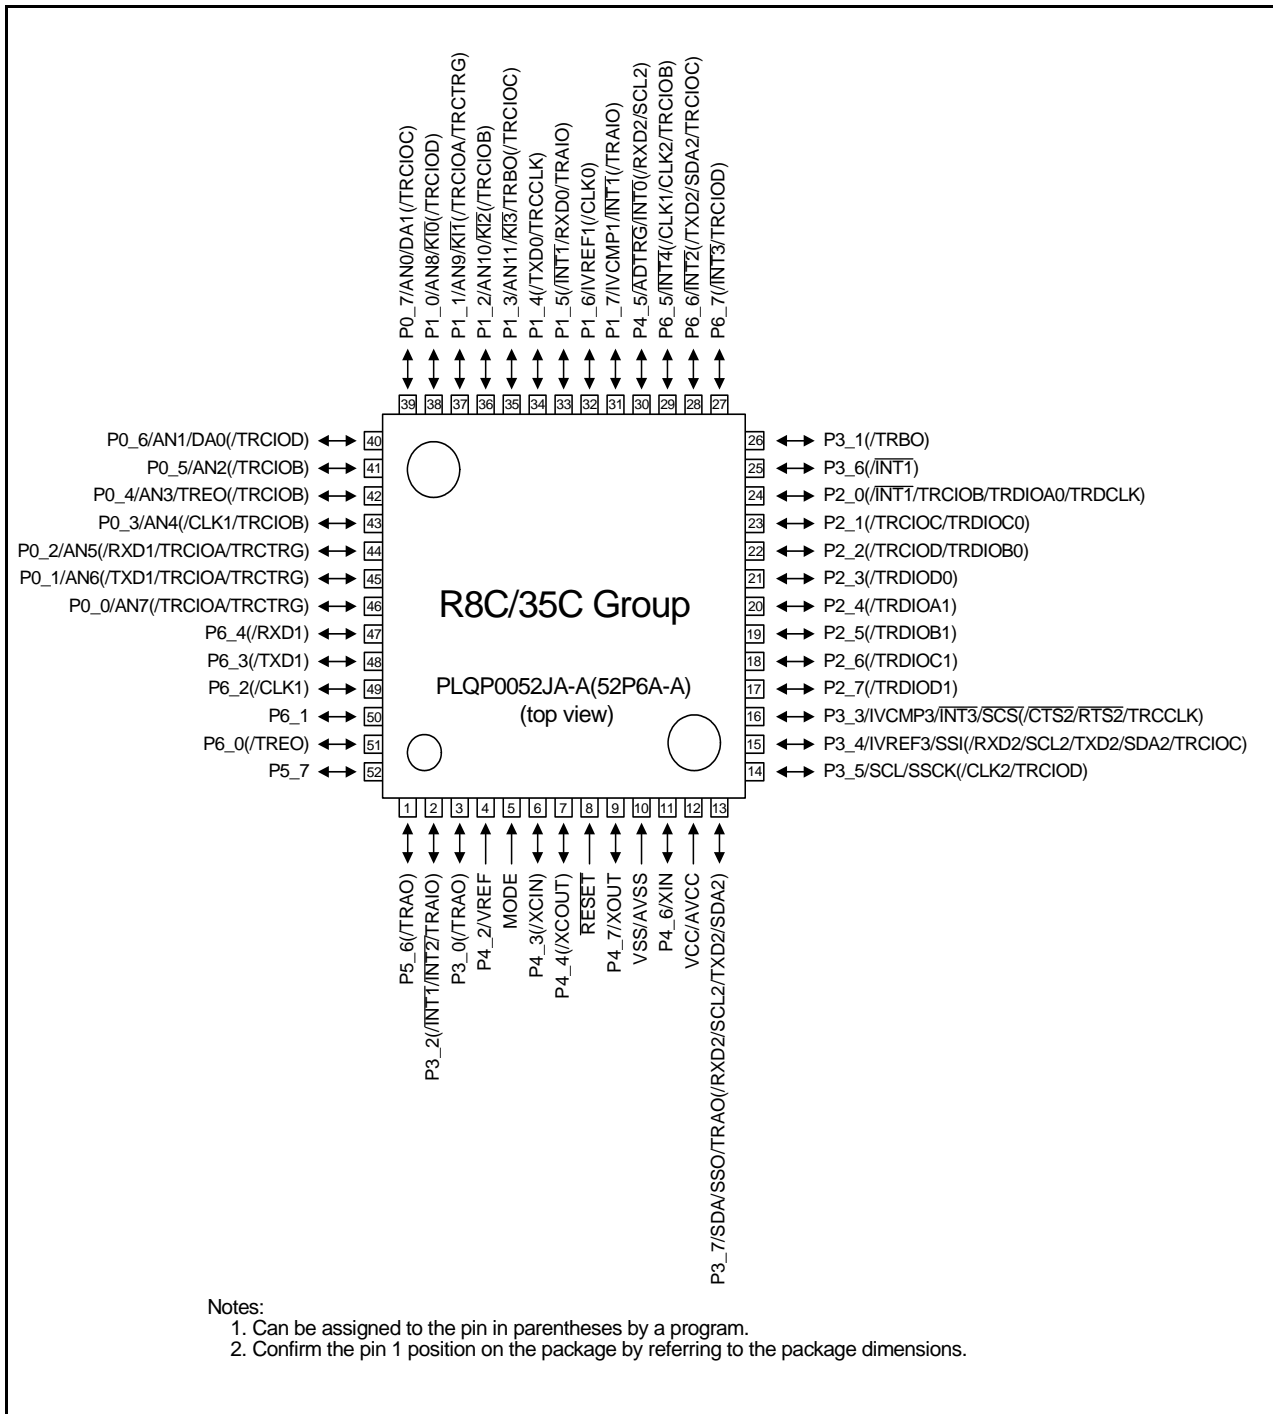 P0_7/AN0/DA1(/TRCIOC)
P1_0/AN8/KI0(/TRCIOD)
P1_1/AN9/KI1(/TRCIOA/TRCTRG)
P1_2/AN10/KI2(/TRCIOB)
P1_3/AN11/KI3/TRBO(/TRCIOC)
P1_4(/TXD0/TRCCLK)
P1_5(/INT1/RXD0/TRAIO)
P1_6/IVREF1(/CLK0)
P1_7/IVCMP1/INT1(/TRAIO)
P4_5/ADTRG/INT0(/RXD2/SCL2)
P6_5/INT4(/CLK1/CLK2/TRCIOB)
P6_6/INT2(/TXD2/SDA2/TRCIOC)
P6_7(/INT3/TRCIOD)
39 38 37 36 35 34 33 32 31 30 29 28 27
P0_6/AN1/DA0(/TRCIOD) 40
P0_5/AN2(/TRCIOB) 41
P0_4/AN3/TREO(/TRCIOB) 42
P0_3/AN4(/CLK1/TRCIOB) 43
P0_2/AN5(/RXD1/TRCIOA/TRCTRG) 44
P0_1/AN6(/TXD1/TRCIOA/TRCTRG) 45
P0_0/AN7(/TRCIOA/TRCTRG) 46
P6_4(/RXD1) 47
P6_3(/TXD1) 48
P6_2(/CLK1) 49
P6_1 50
P6_0(/TREO) 51
P5_7 52
R8C/35C Group
PLQP0052JA-A(52P6A-A)
(top view)
26 P3_1(/TRBO)
25 P3_6(/INT1)
24 P2_0(/INT1/TRCIOB/TRDIOA0/TRDCLK)
23 P2_1(/TRCIOC/TRDIOC0)
22 P2_2(/TRCIOD/TRDIOB0)
21 P2_3(/TRDIOD0)
20 P2_4(/TRDIOA1)
19 P2_5(/TRDIOB1)
18 P2_6(/TRDIOC1)
17 P2_7(/TRDIOD1)
16 P3_3/IVCMP3/INT3/SCS(/CTS2/RTS2/TRCCLK)
15 P3_4/IVREF3/SSI(/RXD2/SCL2/TXD2/SDA2/TRCIOC)
14 P3_5/SCL/SSCK(/CLK2/TRCIOD)
1 2 3 4 5 6 7 8 9 10 11 12 13
P5_6(/TRAO)
P3_2(/INT1/INT2/TRAIO)
P3_0(/TRAO)
P4_2/VREF
MODE
P4_3(/XCIN)
P4_4(/XCOUT)
RESET
P4_7/XOUT
VSS/AVSS
P4_6/XIN
VCC/AVCC
P3_7/SDA/SSO/TRAO(/RXD2/SCL2/TXD2/SDA2)
Notes:
1. Can be assigned to the pin in parentheses by a program.
2. Confirm the pin 1 position on the package by referring to the package dimensions.